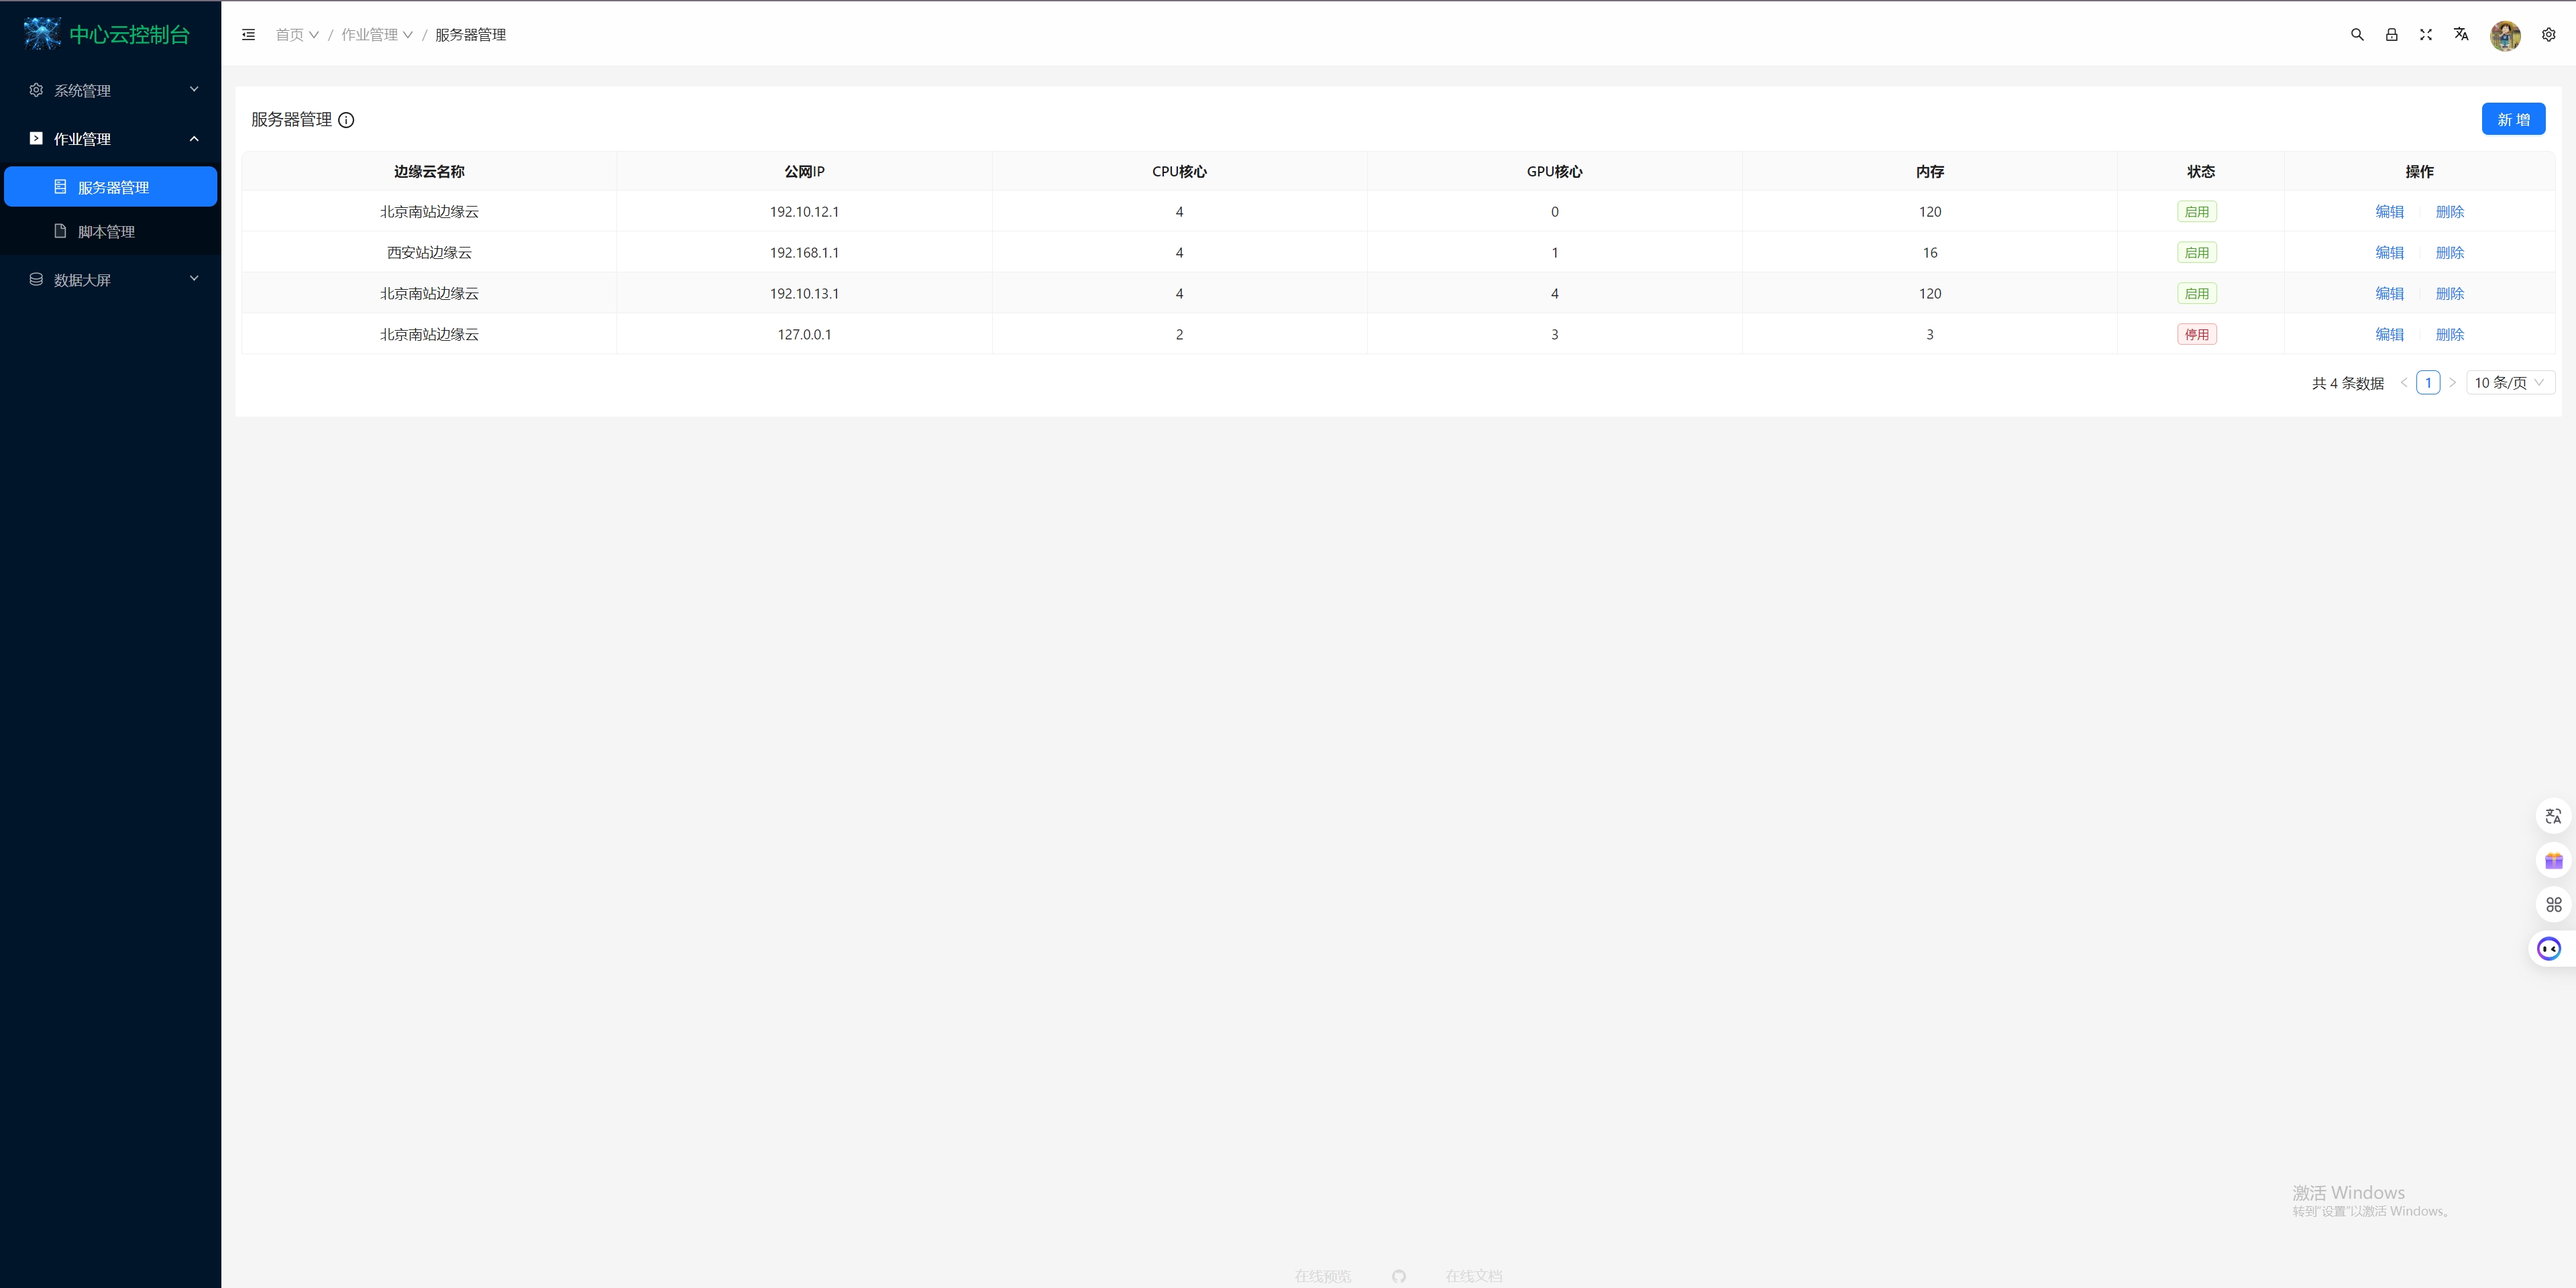 中心云控制台
首页 / 作业管理 / 服务器管理
系统管理
作业管理
服务器管理
脚本管理
数据大屏
服务器管理
新 增
边缘云名称 公网IP CPU核心 GPU核心 内存 状态 操作
北京南站边缘云 192.10.12.1 4 0 120 启用 编辑 删除
西安站边缘云 192.168.1.1 4 1 16 启用 编辑 删除
北京南站边缘云 192.10.13.1 4 4 120 启用 编辑 删除
北京南站边缘云 127.0.0.1 2 3 3 停用 编辑 删除
共 4 条数据 1 10 条/页
激活 Windows
转到"设置"以激活 Windows。
在线预览 在线文档